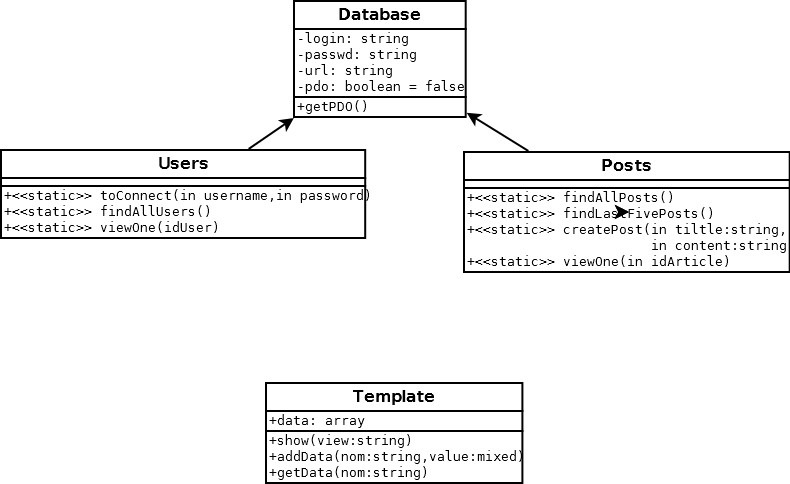 Database
-login: string
-passwd: string
-url: string
-pdo: boolean = false
+getPDO()
Users
+<<static>> toConnect(in username,in password)
+<<static>> findAllUsers()
+<<static>> viewOne(idUser)
Posts
+<<static>> findAllPosts()
+<<static>> findLastFivePosts()
+<<static>> createPost(in tiltle:string,
in content:string
+<<static>> viewOne(in idArticle)
Template
+data: array
+show(view:string)
+addData(nom:string,value:mixed)
+getData(nom:string)